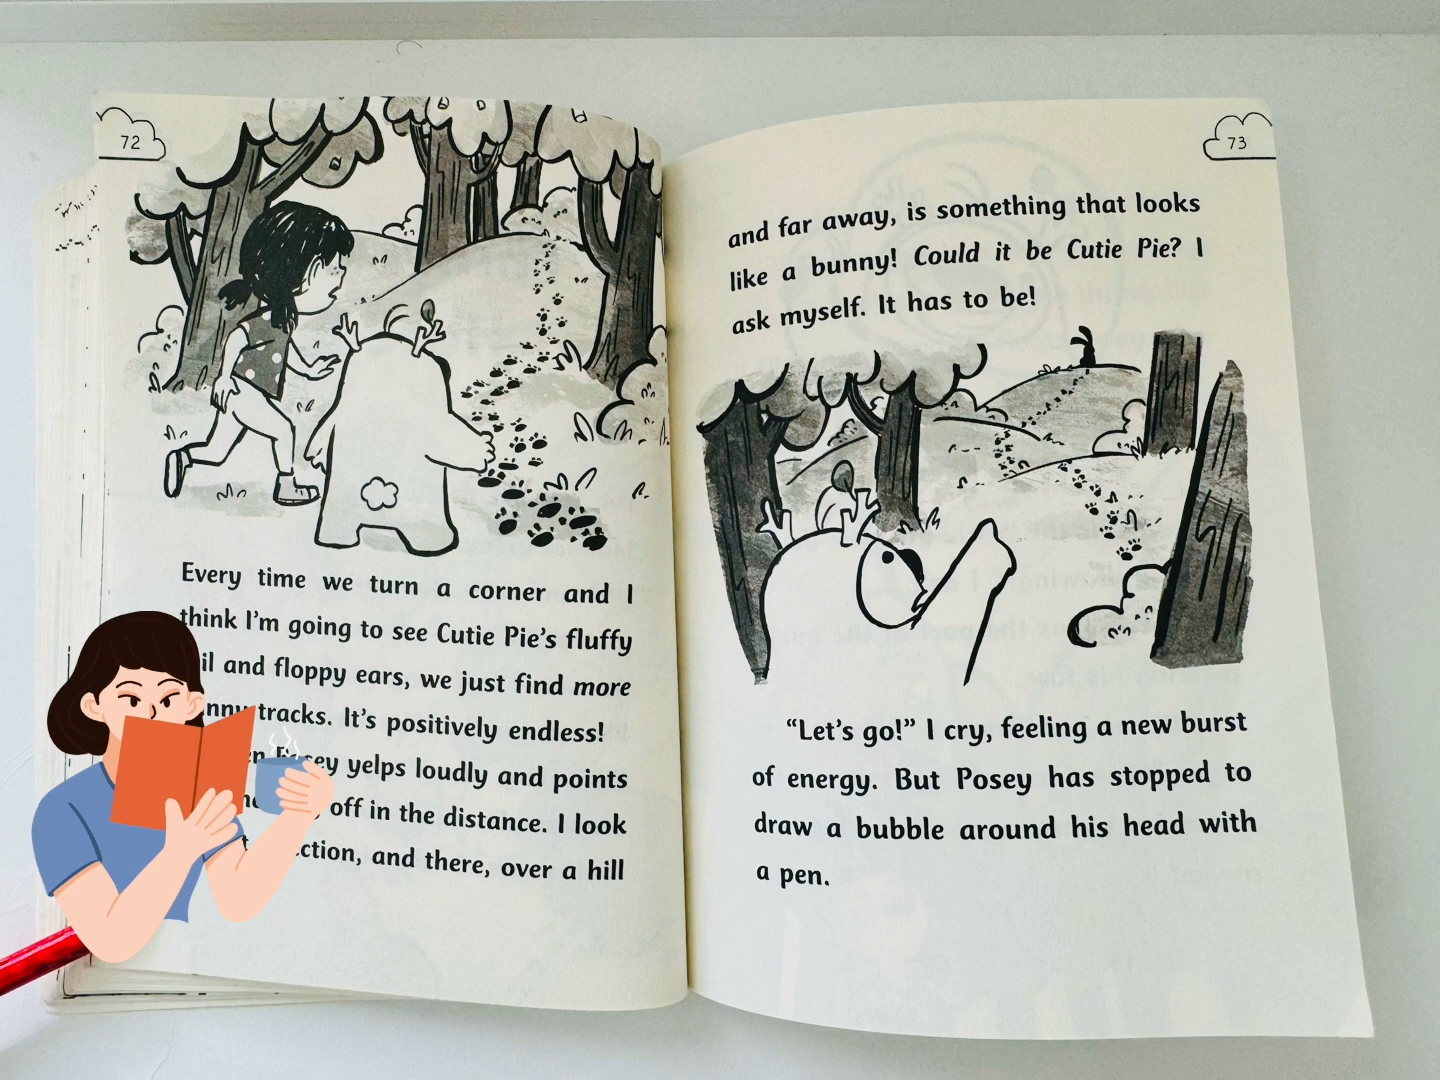 72
Every time we turn a corner and I
think I'm going to see Cutie Pie's fluffy
and floppy ears, we just find more
tracks. It's positively endless!
yelps loudly and points
off in the distance. I look
and there, over a hill
73
and far away, is something that looks
like a bunny! Could it be Cutie Pie? I
ask myself. It has to be!
“Let's go!” I cry, feeling a new burst
of energy. But Posey has stopped to
draw a bubble around his head with
a pen.